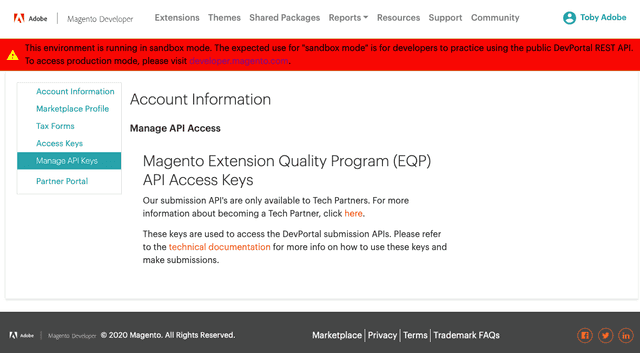 Adobe | Magento Developer Extensions Themes Shared Packages Reports Resources Support Community Toby Adobe
This environment is running in sandbox mode. The expected use for "sandbox mode" is for developers to practice using the public DevPortal REST API.
To access production mode, please visit developer.magento.com.
Account Information
Marketplace Profile
Tax Forms
Access Keys
Manage API Keys
Partner Portal
Account Information
Manage API Access
Magento Extension Quality Program (EQP)
API Access Keys
Our submission API's are only available to Tech Partners. For more
information about becoming a Tech Partner, click here.
These keys are used to access the DevPortal submission APIs. Please refer
to the technical documentation for more info on how to use these keys and
make submissions.
Adobe | Magento Developer © 2020 Magento. All Rights Reserved. Marketplace | Privacy | Terms | Trademark FAQs